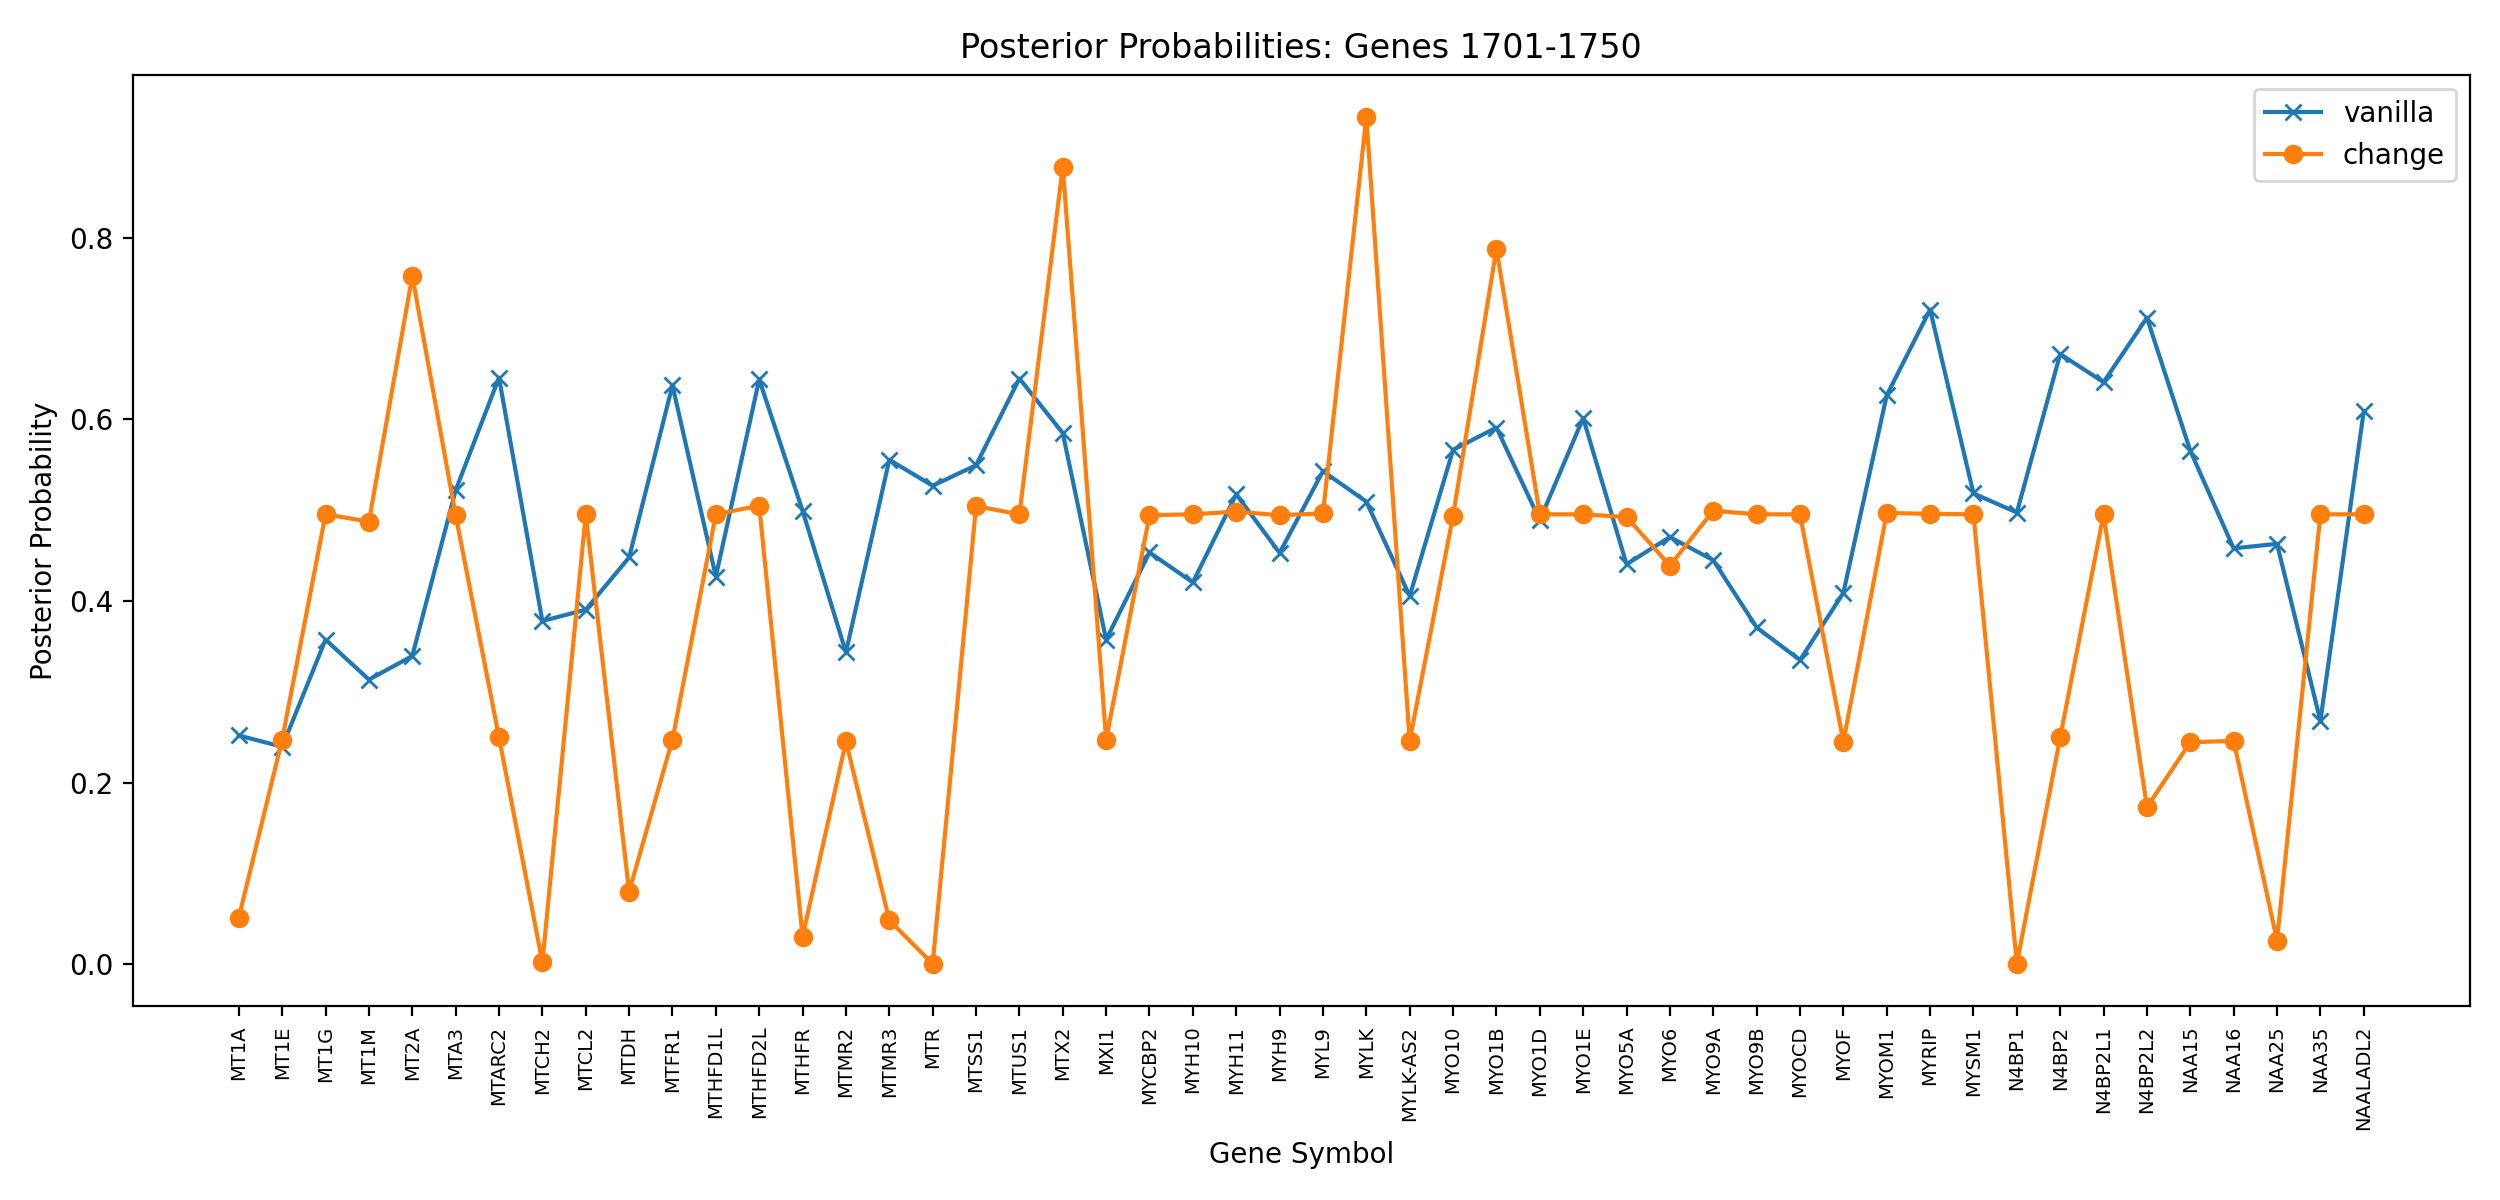 Posterior Probabilities: Genes 1701-1750
vanilla
change
Posterior Probability
0.8
0.6
0.4
0.2
0.0
MT1A
MT1E
MT1G
MT1M
MT2A
MTA3
MTARC2
MTCH2
MTCL2
MTDH
MTFR1
MTHFD1L
MTHFD2L
MTHFR
MTMR2
MTMR3
MTR
MTSS1
MTUS1
MTX2
MXI1
MYCBP2
MYH10
MYH11
MYH9
MYL9
MYLK
MYLK-AS2
MYO10
MYO1B
MYO1D
MYO1E
MYO5A
MYO6
MYO9A
MYO9B
MYOCD
MYOF
MYOM1
MYRIP
MYSM1
N4BP1
N4BP2
N4BP2L1
N4BP2L2
NAA15
NAA16
NAA25
NAA35
NAALADL2
Gene Symbol